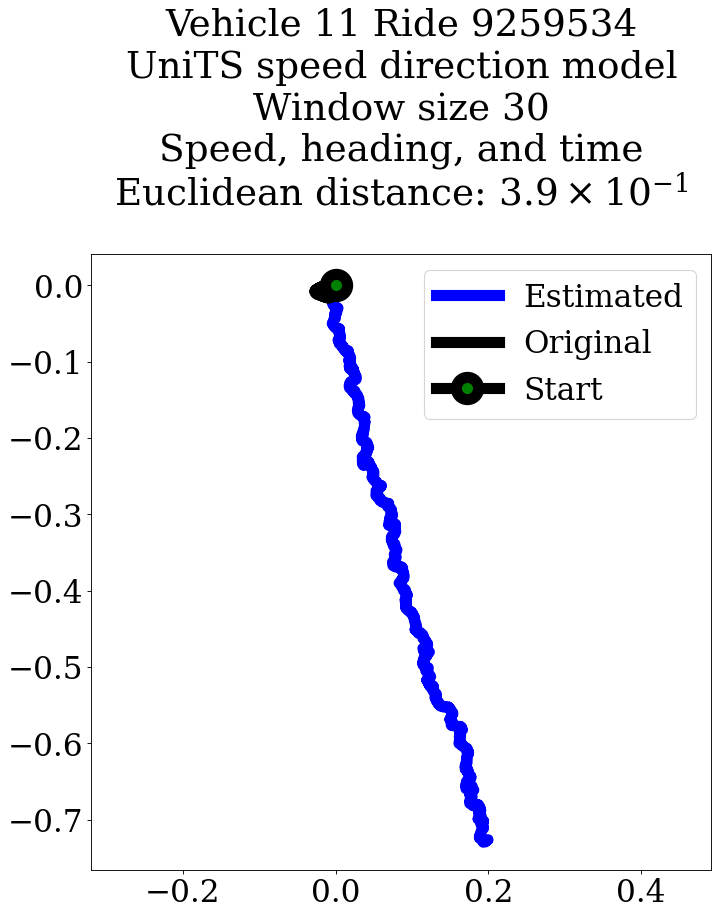 Vehicle 11 Ride 9259534
UniTS speed direction model
Window size 30
Speed, heading, and time
Euclidean distance: 3.9 × 10⁻¹
Estimated
Original
Start
0.0
−0.1
−0.2
−0.3
−0.4
−0.5
−0.6
−0.7
−0.2 0.0 0.2 0.4